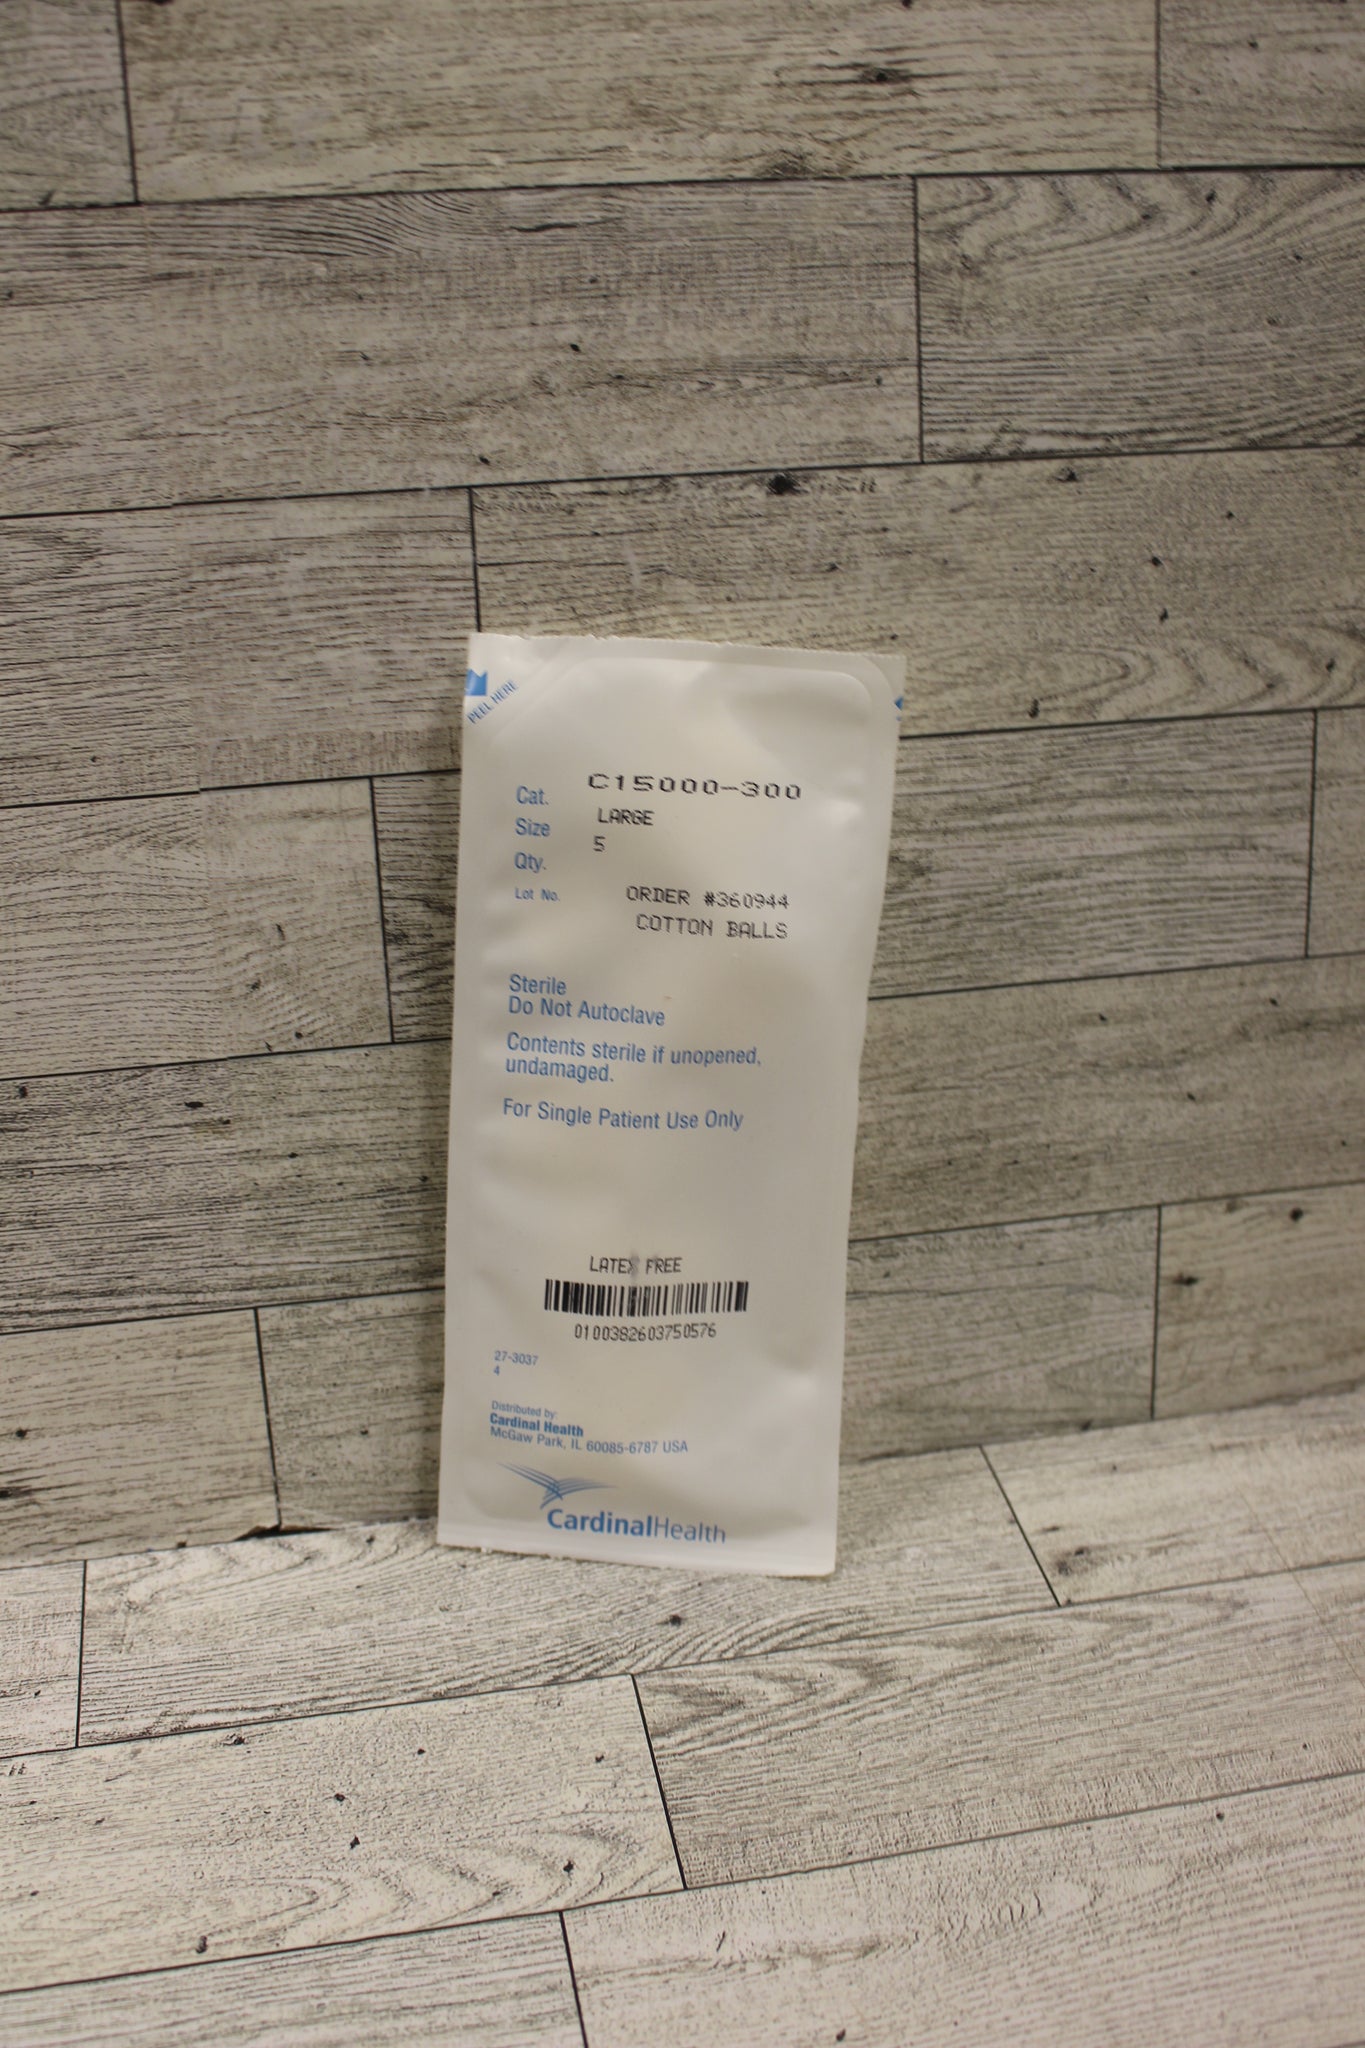 PEEL HERE
Cat. C15000-300
Size LARGE
Qty. 5
Lot No. ORDER #360944
COTTON BALLS
Sterile
Do Not Autoclave
Contents sterile if unopened,
undamaged.
For Single Patient Use Only
LATEX FREE
0100382603750576
27-3037
4
Distributed by:
Cardinal Health
McGaw Park, IL 60085-6787 USA
CardinalHealth